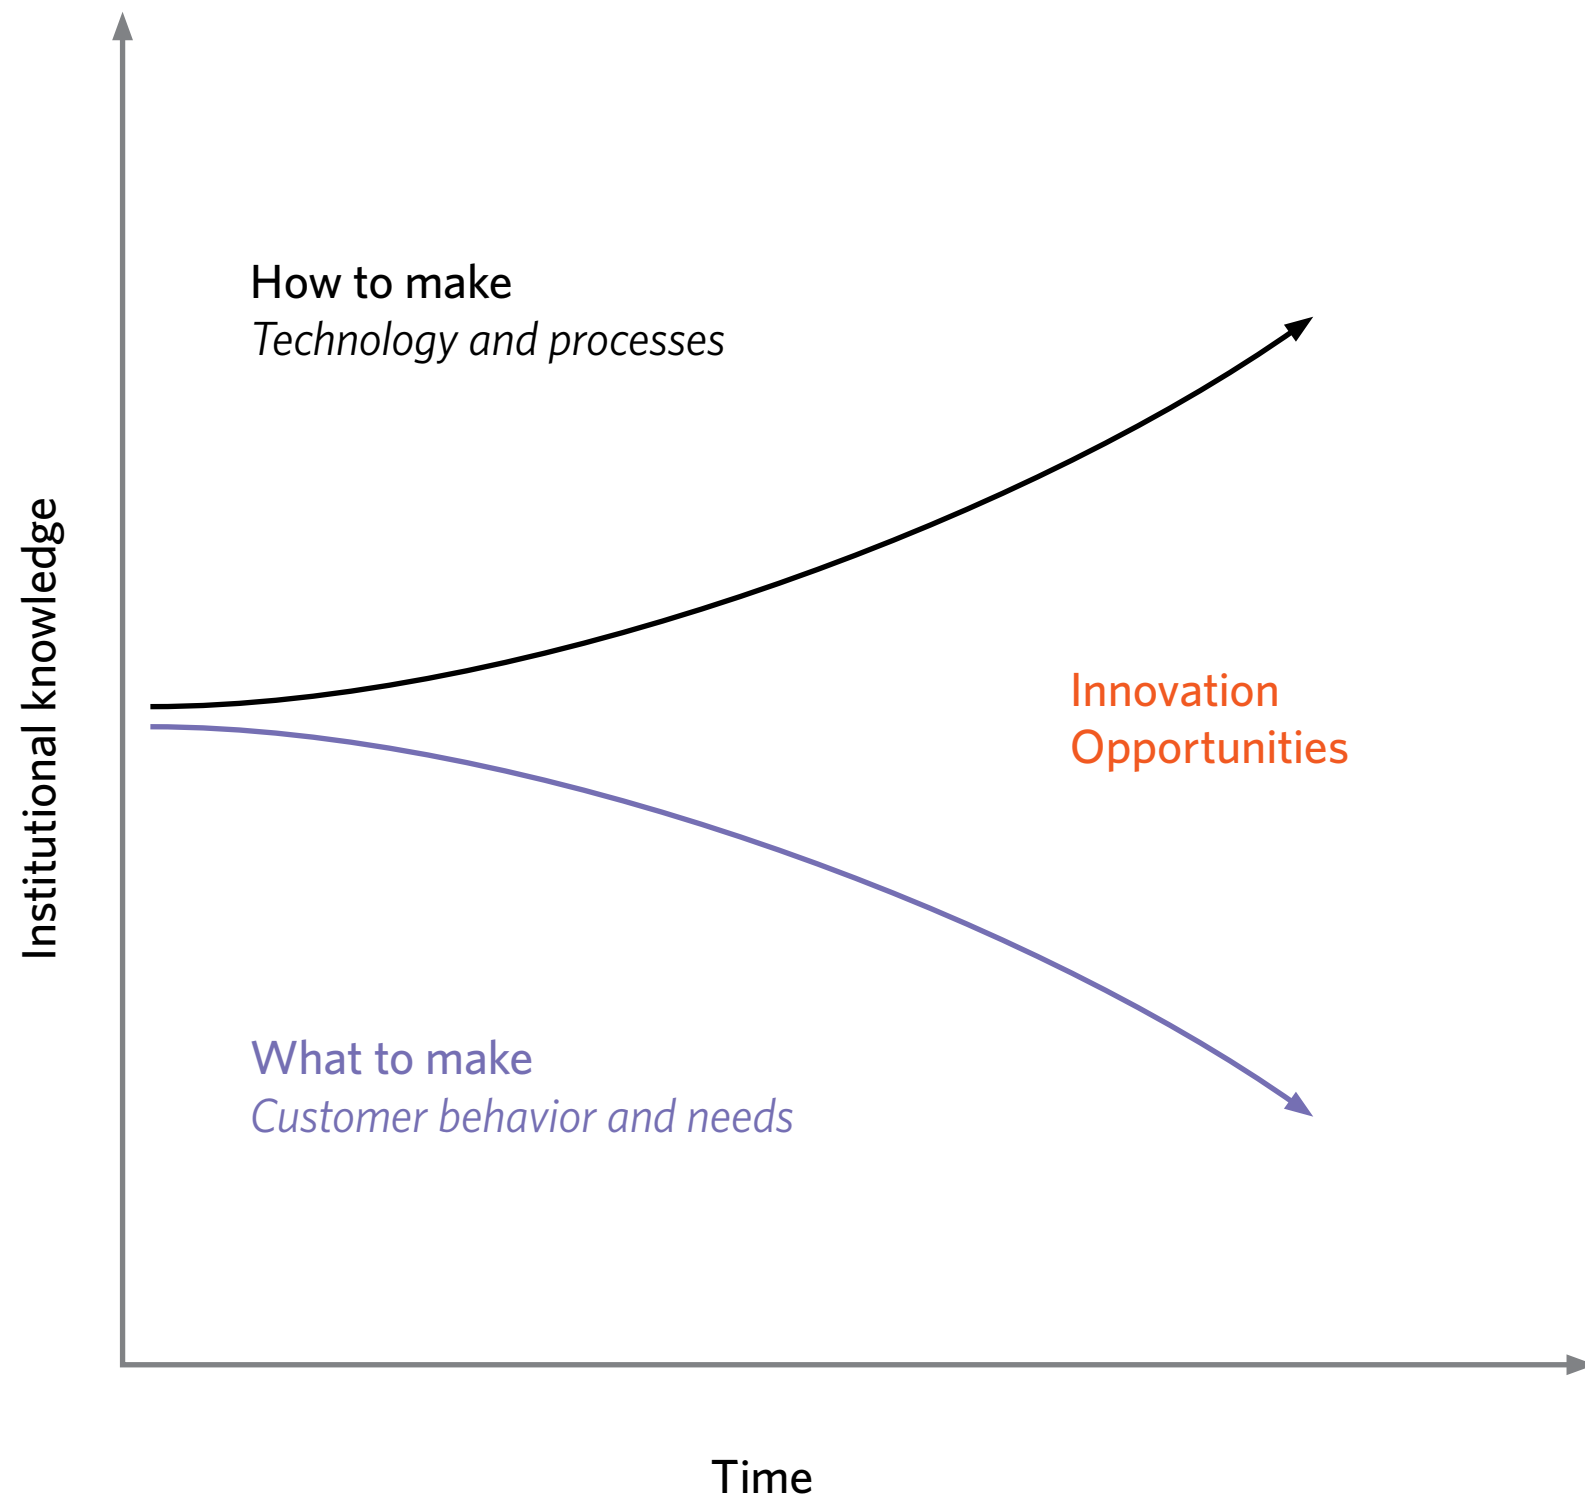 How to make
Technology and processes
Institutional knowledge
Innovation
Opportunities
What to make
Customer behavior and needs
Time